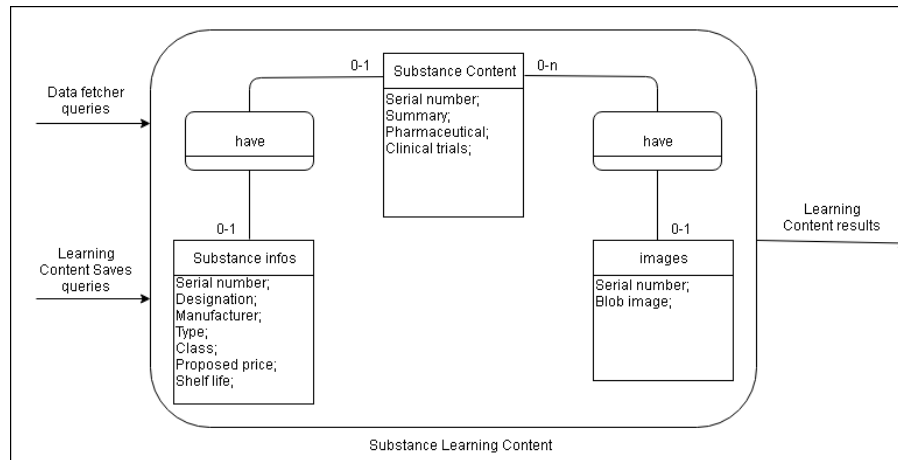 0-1
Substance Content
0-n
Serial number;
Summary;
Pharmaceutical;
Clinical trials;
Data fetcher
queries
have
have
0-1
Substance infos
Serial number;
Designation;
Manufacturer;
Type;
Class;
Proposed price;
Shelf life;
0-1
images
Serial number;
Blob image;
Learning
Content Saves
queries
Learning
Content results
Substance Learning Content